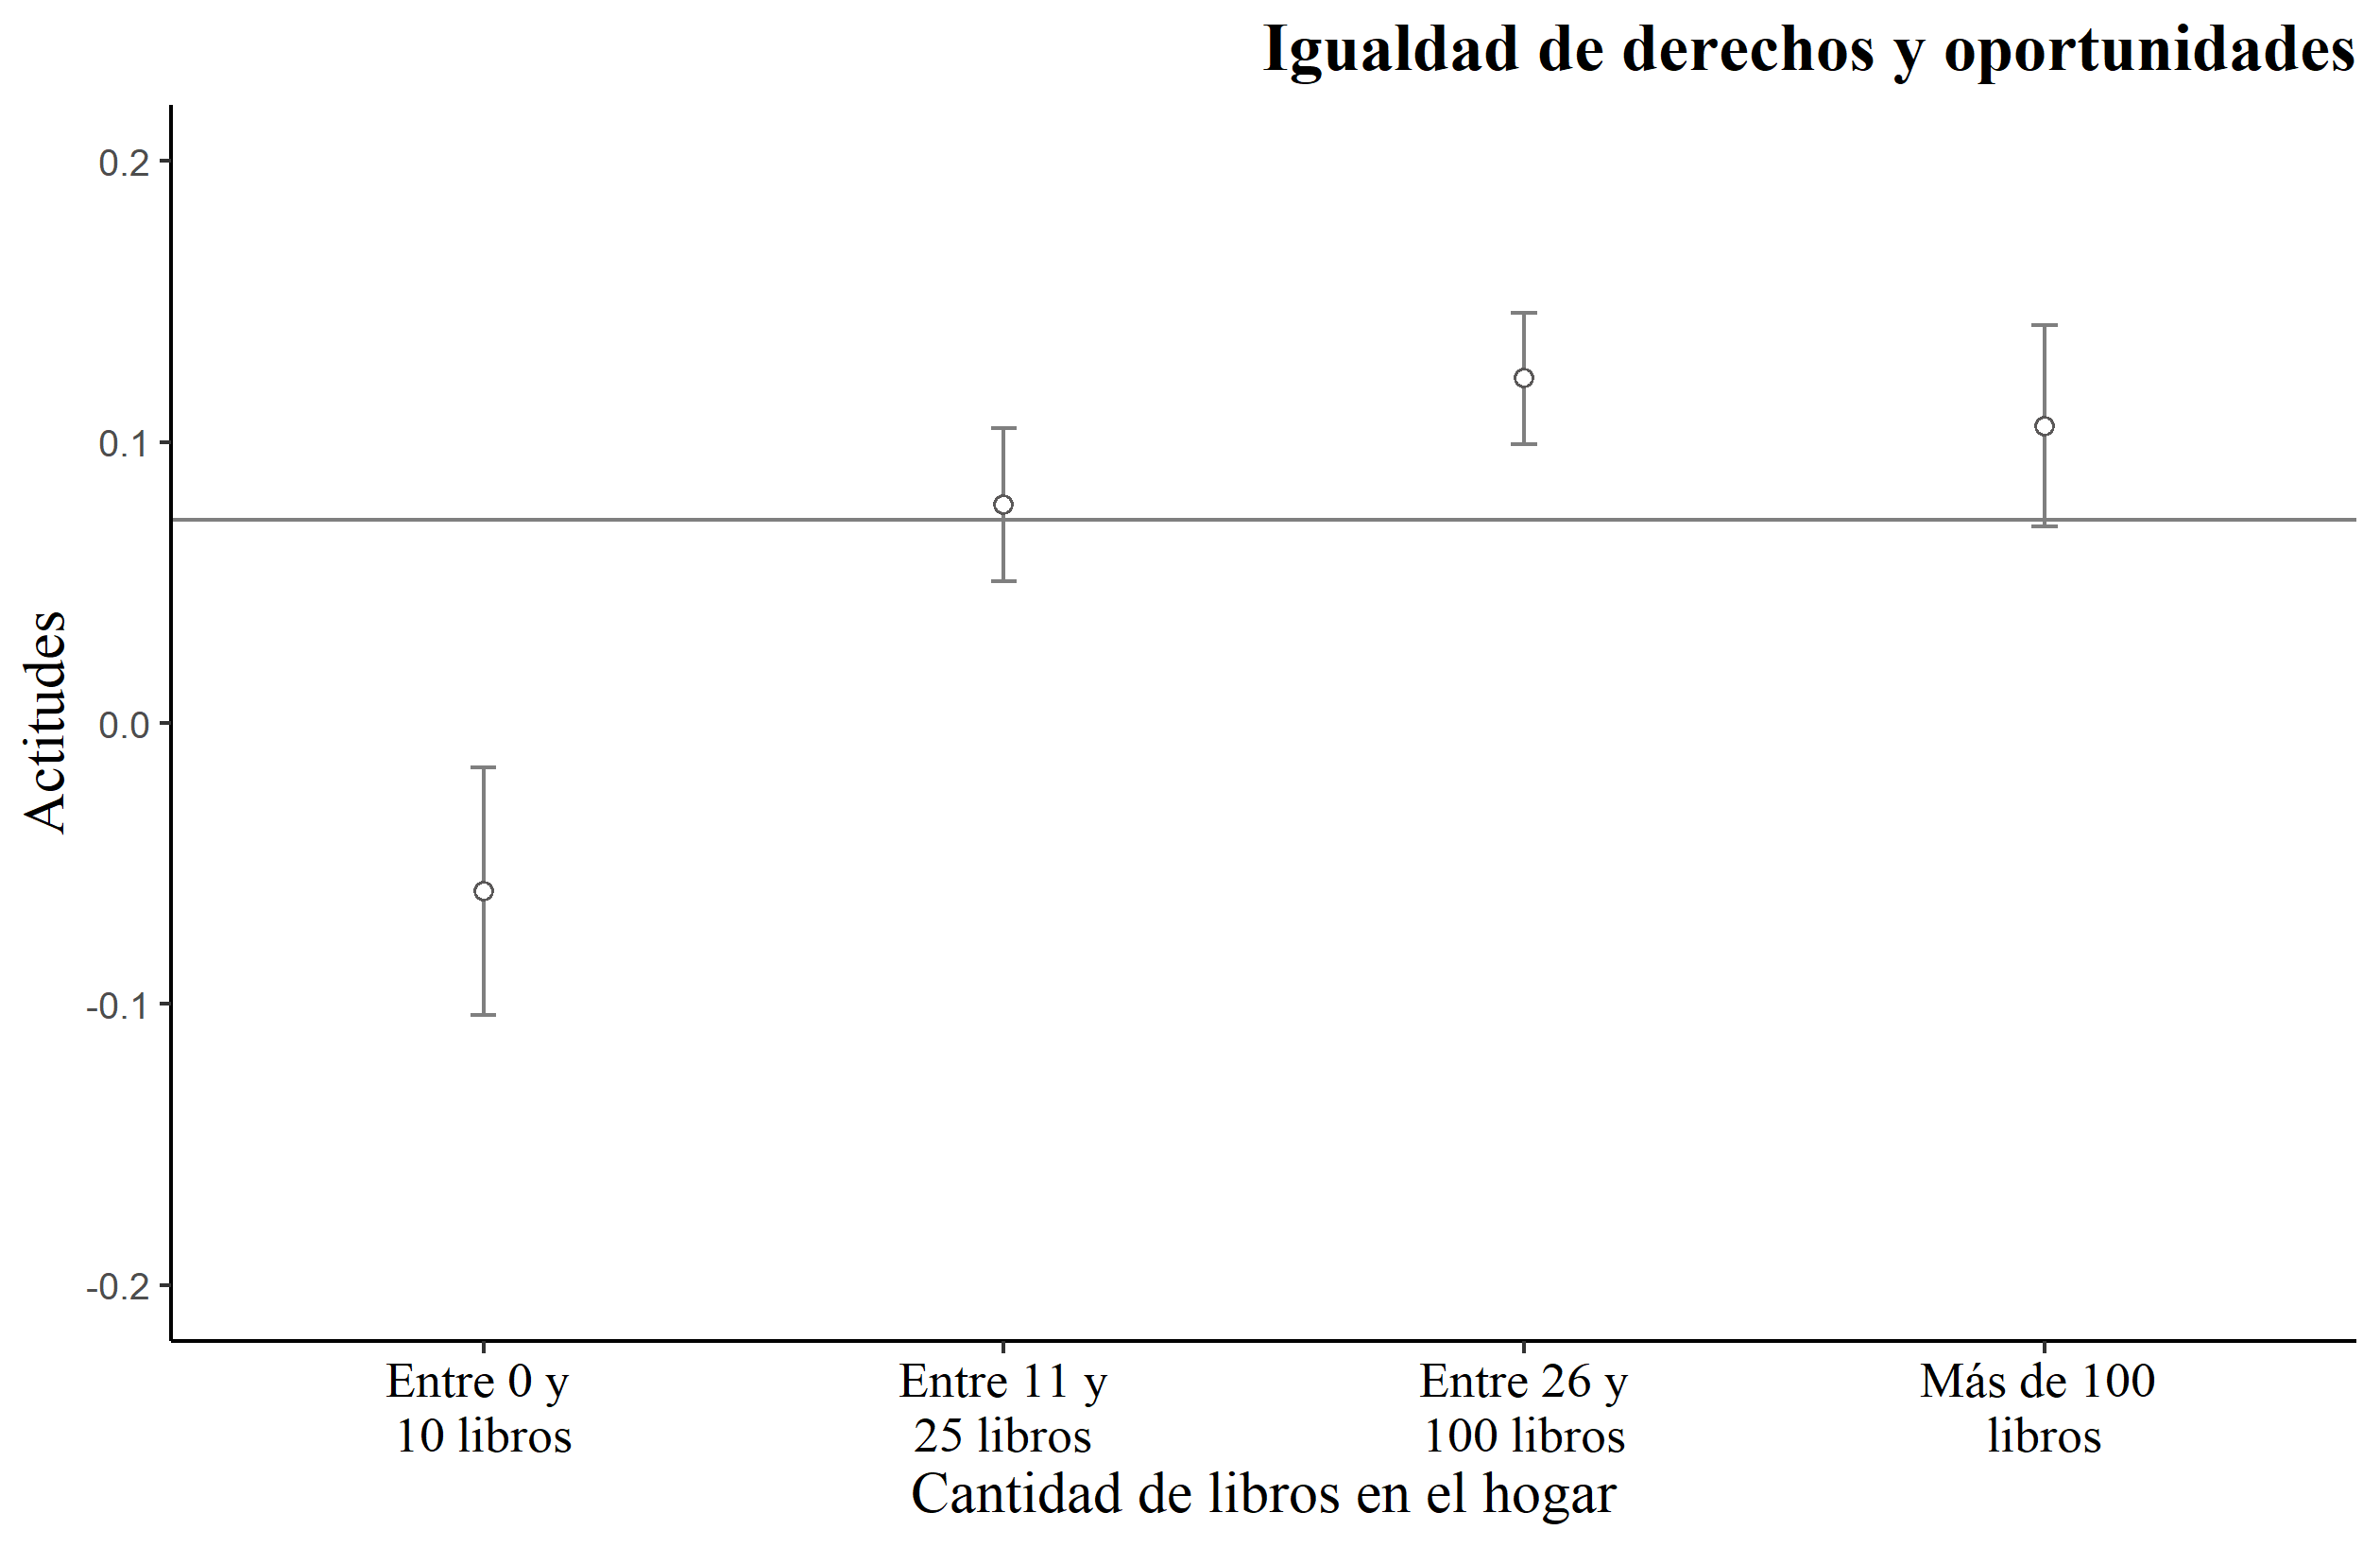 Igualdad de derechos y oportunidades
0.2
0.1
0.0
-0.1
-0.2
Actitudes
Entre 0 y
10 libros
Entre 11 y
25 libros
Entre 26 y
100 libros
Más de 100
libros
Cantidad de libros en el hogar